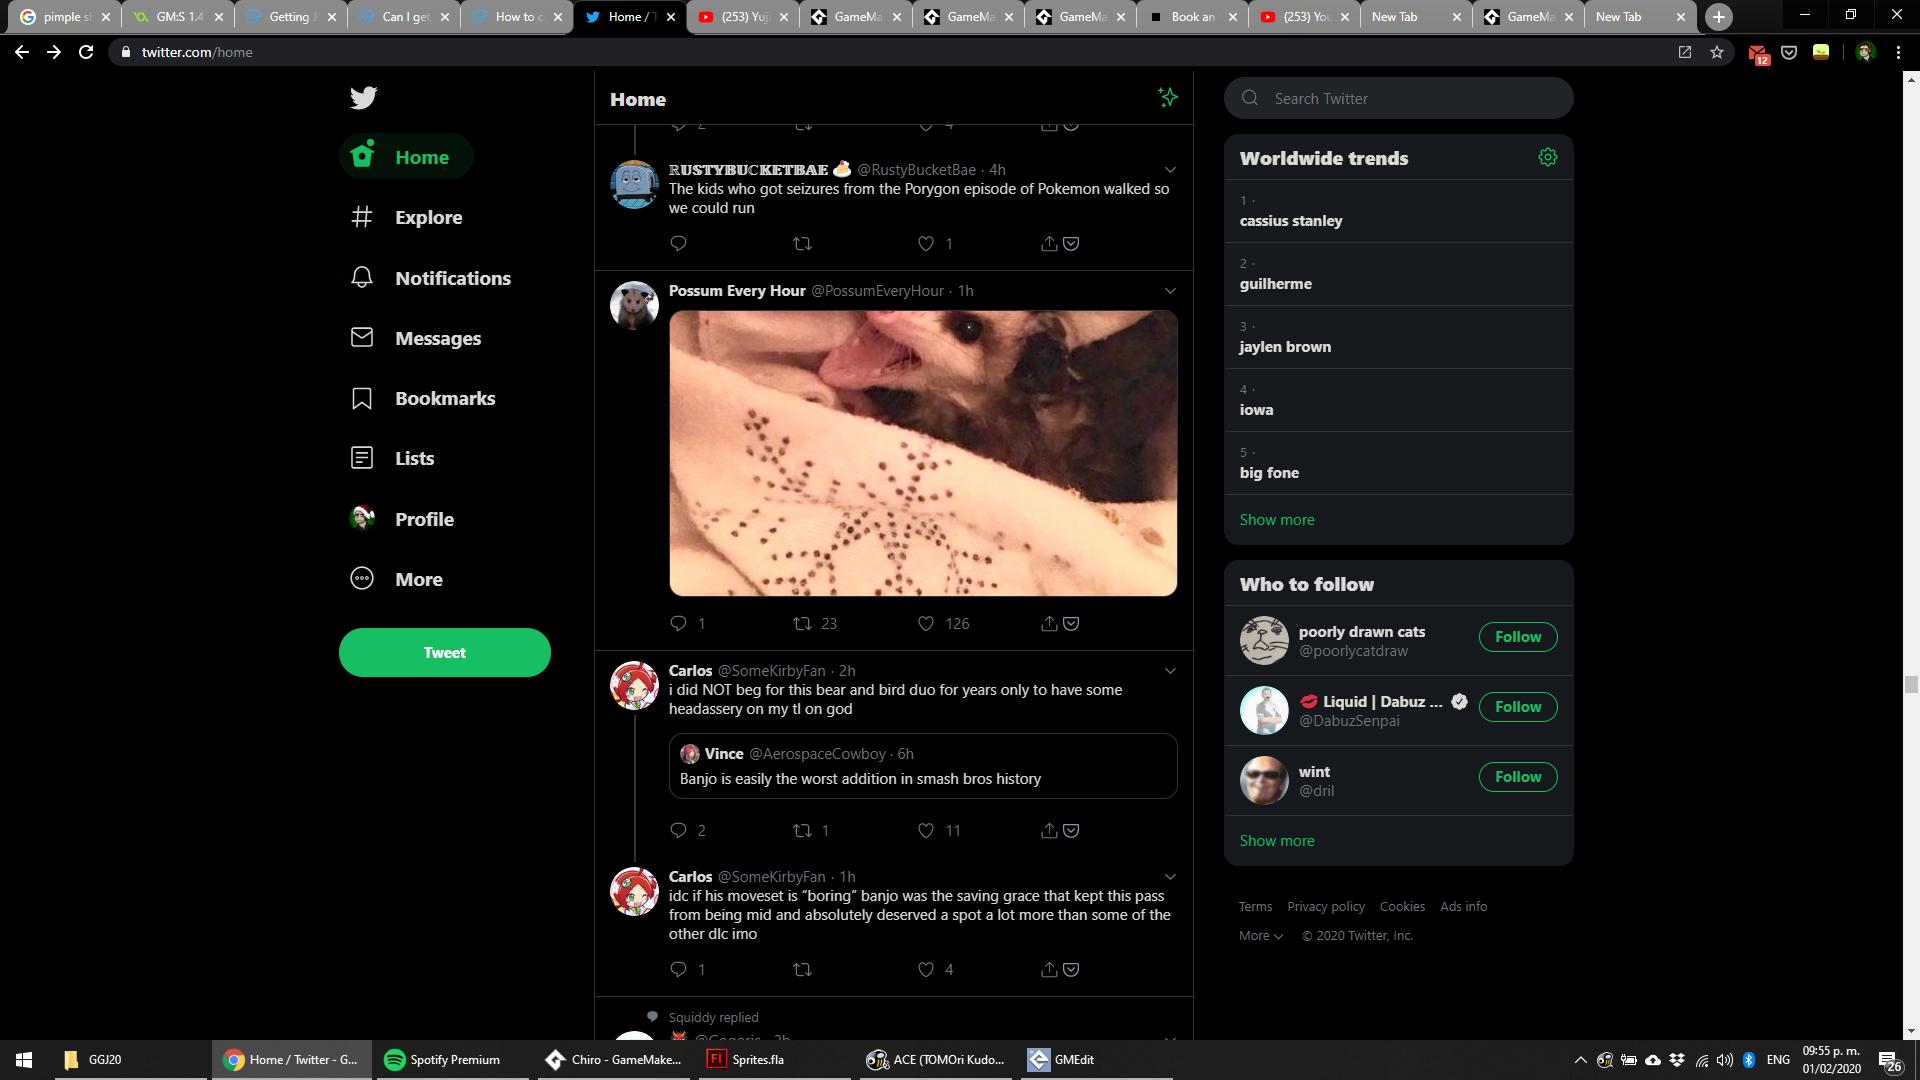 pimple s
GM:S 1.4
Getting
Can I get
How to c
Home / T
(253) Yuji
GameMa
GameMa
GameMa
Book an
(253) You
New Tab
GameMa
New Tab
twitter.com/home
12
Home
Explore
Notifications
Messages
Bookmarks
Lists
Profile
More
Tweet
Home
2
4
RUSTYBUCKETBAE @RustyBucketBae · 4h
The kids who got seizures from the Porygon episode of Pokemon walked so
we could run
1
Possum Every Hour @PossumEveryHour · 1h
1 23 126
Carlos @SomeKirbyFan · 2h
i did NOT beg for this bear and bird duo for years only to have some
headassery on my tl on god
Vince @AerospaceCowboy · 6h
Banjo is easily the worst addition in smash bros history
2 1 11
Carlos @SomeKirbyFan · 1h
idc if his moveset is “boring” banjo was the saving grace that kept this pass
from being mid and absolutely deserved a spot a lot more than some of the
other dlc imo
1 4
Squiddy replied
Search Twitter
Worldwide trends
1 ·
cassius stanley
2 ·
guilherme
3 ·
jaylen brown
4 ·
iowa
5 ·
big fone
Show more
Who to follow
poorly drawn cats
@poorlycatdraw
Follow
Liquid | Dabuz ...
@DabuzSenpai
Follow
wint
@dril
Follow
Show more
Terms Privacy policy Cookies Ads info
More © 2020 Twitter, Inc.
GGJ20
Home / Twitter - G...
Spotify Premium
Chiro - GameMake...
Sprites.fla
ACE (TOMOri Kudo...
GMEdit
ENG
09:55 p. m.
01/02/2020
26